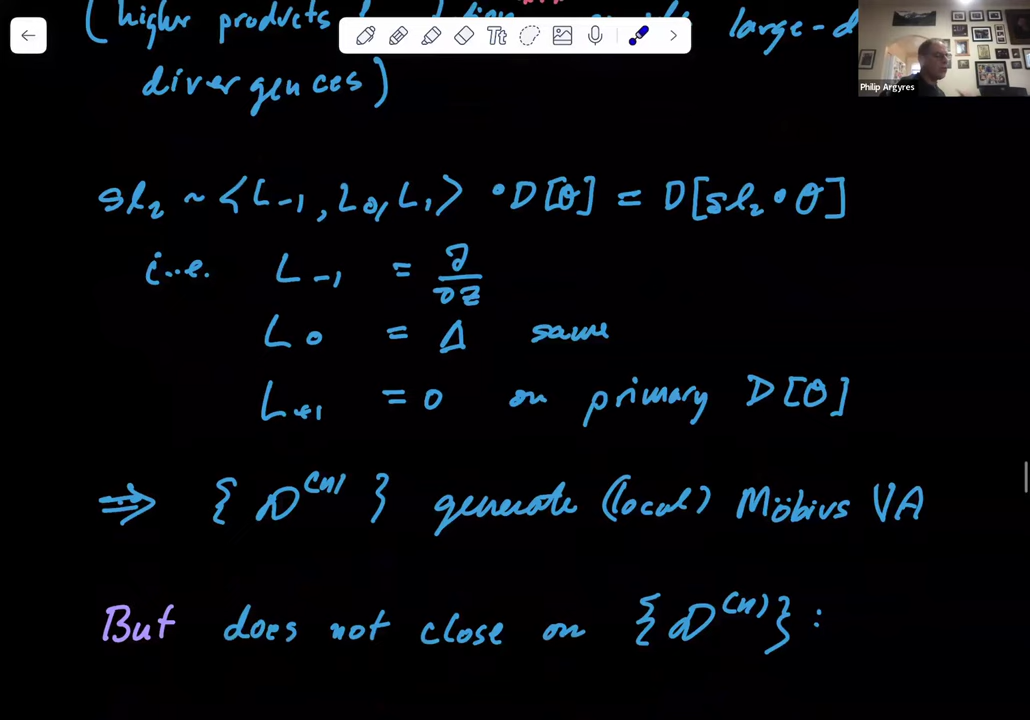 (higher products large-d
divergences)
Philip Argyres
sl₂ ~ <L₋₁, L₀, L₁> • D[θ] = D[sl₂ • θ]
i.e. L₋₁ = ∂/∂z
L₀ = Δ same
L₊₁ = 0 on primary D[θ]
⇒ { D⁽ⁿ⁾ } generate (local) Möbius VA
But does not close on { D⁽ⁿ⁾ } :